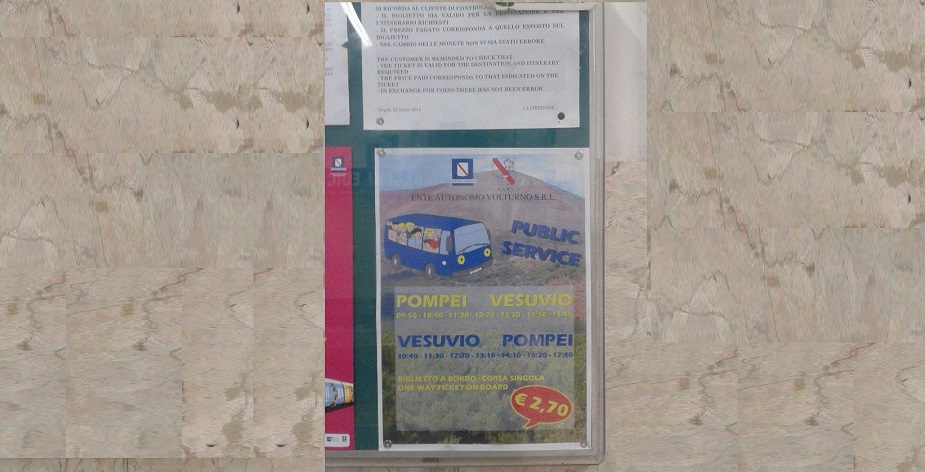 SI RICORDA AL CLIENTE DI
IL BIGLIETTO SIA VALIDO PER LA DESTINAZIONE E PER
L'ITINERARIO RICHIESTI
IL PREZZO PAGATO CORRISPONDA A QUELLO ESPOSTO SUL
BIGLIETTO
NEL CAMBIO DELLE MONETE NON VI SIA STATO ERRORE.
THE CUSTOMER IS REMINDED TO CHECK THAT:
THE TICKET IS VALID FOR THE DESTINATION AND ITINERARY
REQUIRED
THE PRICE PAID CORRESPONDS TO THAT INDICATED ON THE
TICKET
IN EXCHANGE FOR COINS THERE HAS NOT BEEN ERROR
LA DIREZIONE
ENTE AUTONOMO VOLTURNO S.R.L.
PUBLIC
SERVICE
POMPEI VESUVIO
09:50 - 10:40 - 11:30 - 12:20 - 13:20 - 14:50 - 15:40
VESUVIO POMPEI
10:40 - 11:30 - 12:20 - 13:10 - 14:10 - 16:20 - 17:40
BIGLIETTO A BORDO - CORSA SINGOLA
ONE WAY TICKET ON BOARD
€ 2,70